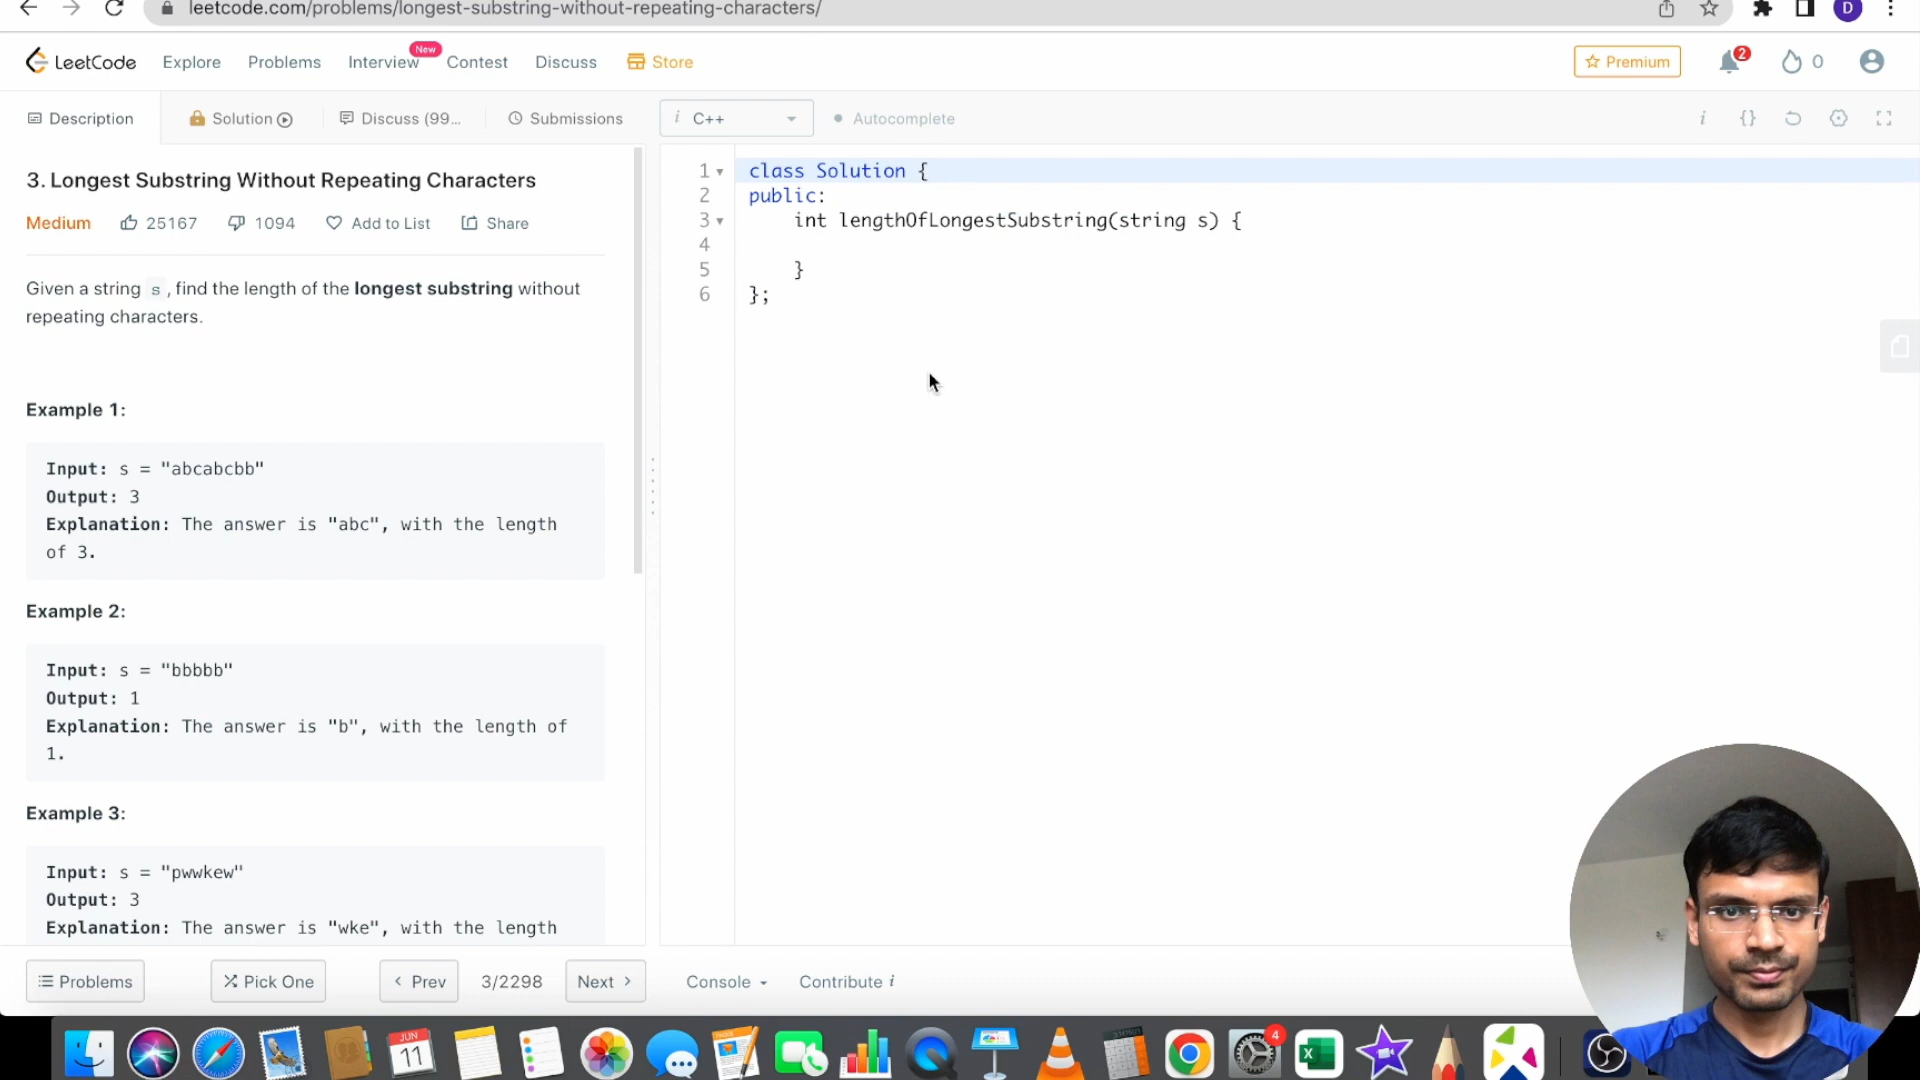 leetcode.com/problems/longest-substring-without-repeating-characters/
D
LeetCode Explore Problems Interview New Contest Discuss Store Premium 2 0
Description Solution Discuss (99... Submissions i C++ Autocomplete i {}
3. Longest Substring Without Repeating Characters
Medium 25167 1094 Add to List Share
Given a string s, find the length of the longest substring without
repeating characters.
Example 1:
Input: s = "abcabcbb"
Output: 3
Explanation: The answer is "abc", with the length
of 3.
Example 2:
Input: s = "bbbbb"
Output: 1
Explanation: The answer is "b", with the length of
1.
Example 3:
Input: s = "pwwkew"
Output: 3
Explanation: The answer is "wke", with the length
1 class Solution {
2 public:
3 int lengthOfLongestSubstring(string s) {
4
5 }
6 };
Problems Pick One < Prev 3/2298 Next > Console Contribute i
JUN
11
4